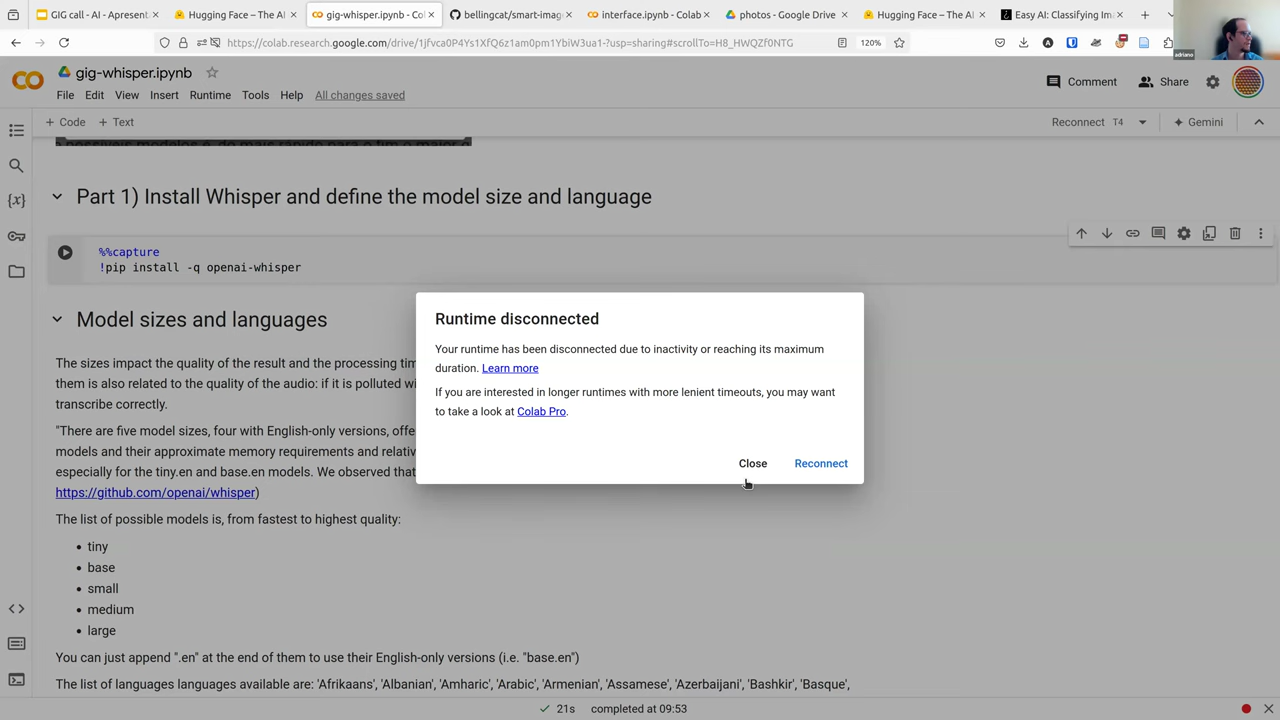 GIG call - AI - Apresent
Hugging Face – The AI
gig-whisper.ipynb - Col
bellingcat/smart-imag
interface.ipynb - Colab
photos - Google Drive
Hugging Face – The AI
Easy AI: Classifying Ima
120%
adriano
CO
gig-whisper.ipynb
File Edit View Insert Runtime Tools Help All changes saved
Comment Share
+ Code + Text
Reconnect T4 Gemini
Part 1) Install Whisper and define the model size and language
%%capture
!pip install -q openai-whisper
Model sizes and languages
The sizes impact the quality of the result and the processing tim
them is also related to the quality of the audio: if it is polluted wi
transcribe correctly.
"There are five model sizes, four with English-only versions, offe
models and their approximate memory requirements and relativ
especially for the tiny.en and base.en models. We observed that
https://github.com/openai/whisper)
The list of possible models is, from fastest to highest quality:
tiny
base
small
medium
large
You can just append ".en" at the end of them to use their English-only versions (i.e. "base.en")
The list of languages languages available are: 'Afrikaans', 'Albanian', 'Amharic', 'Arabic', 'Armenian', 'Assamese', 'Azerbaijani', 'Bashkir', 'Basque',
Runtime disconnected
Your runtime has been disconnected due to inactivity or reaching its maximum
duration. Learn more
If you are interested in longer runtimes with more lenient timeouts, you may want
to take a look at Colab Pro.
Close Reconnect
21s completed at 09:53